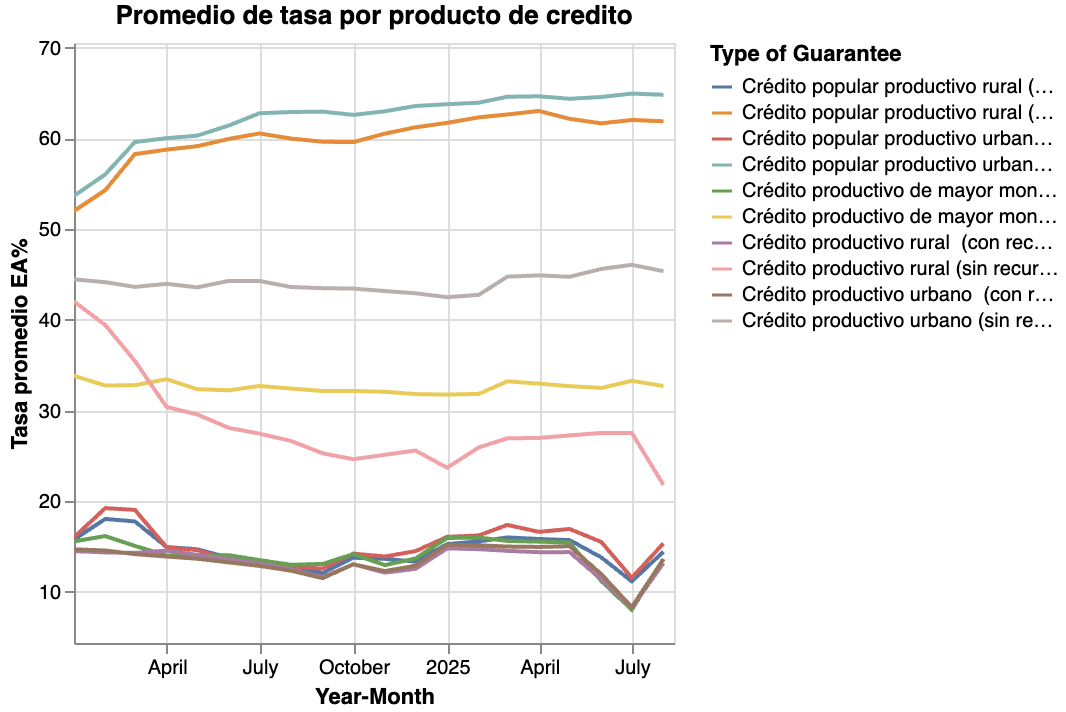 Promedio de tasa por producto de credito
Type of Guarantee
Crédito popular productivo rural (…
Crédito popular productivo rural (…
Crédito popular productivo urban…
Crédito popular productivo urban…
Crédito productivo de mayor mon…
Crédito productivo de mayor mon…
Crédito productivo rural  (con rec…
Crédito productivo rural (sin recur…
Crédito productivo urbano  (con r…
Crédito productivo urbano (sin re…
Tasa promedio EA%
70
60
50
40
30
20
10
April
July
October
2025
April
July
Year-Month